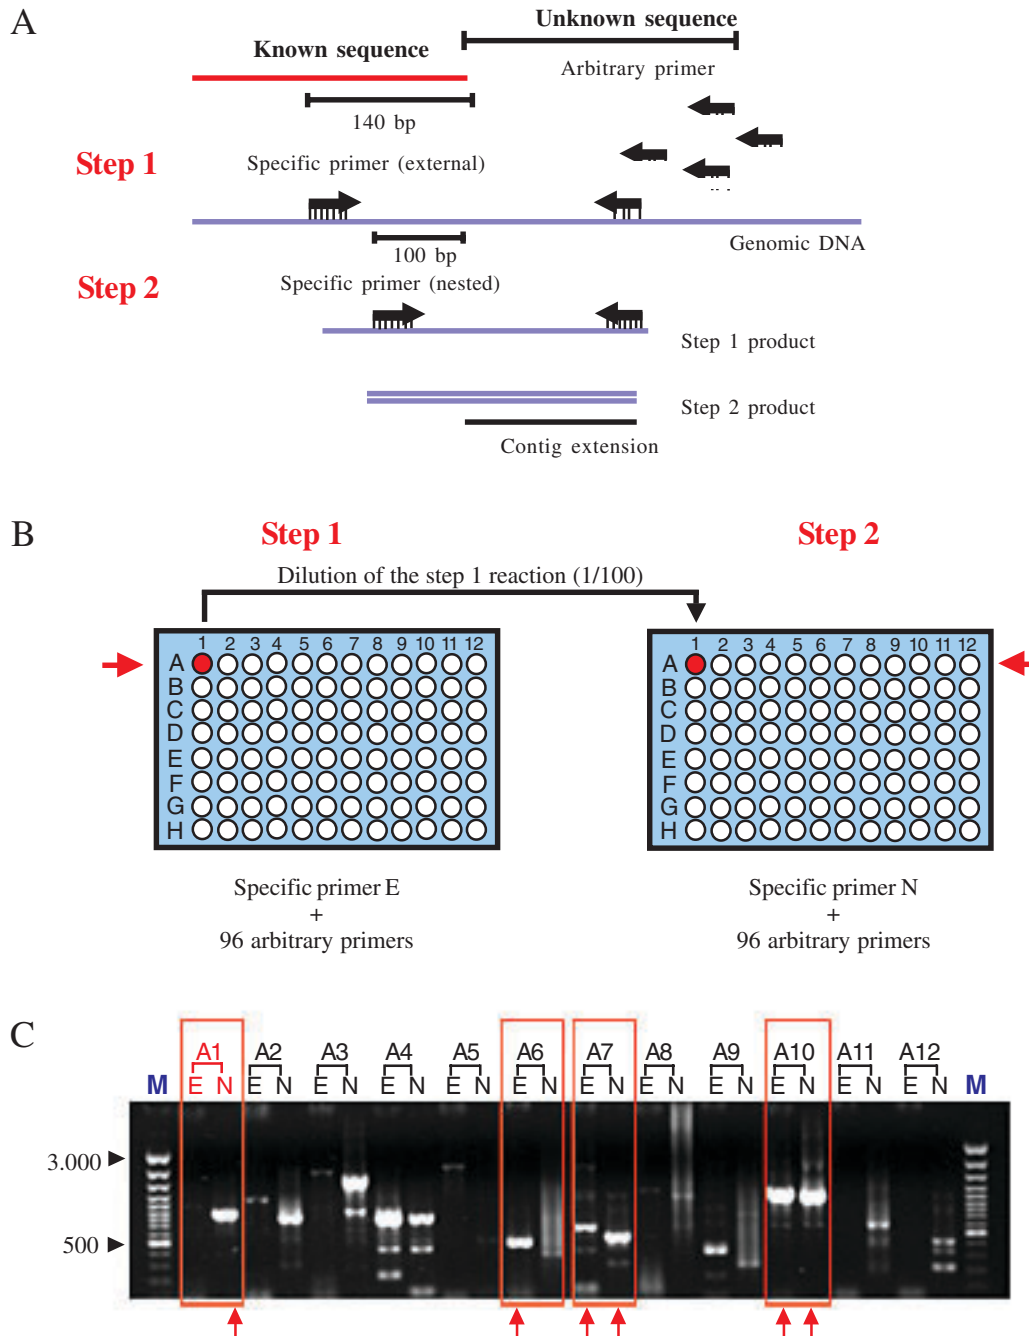 A
Unknown sequence
Known sequence
Arbitrary primer
140 bp
Step 1
Specific primer (external)
Genomic DNA
100 bp
Step 2
Specific primer (nested)
Step 1 product
Step 2 product
Contig extension
B
Step 1
Step 2
Dilution of the step 1 reaction (1/100)
1 2 3 4 5 6 7 8 9 10 11 12
A
B
C
D
E
F
G
H
1 2 3 4 5 6 7 8 9 10 11 12
A
B
C
D
E
F
G
H
Specific primer E
+
96 arbitrary primers
Specific primer N
+
96 arbitrary primers
C
A1 A2 A3 A4 A5 A6 A7 A8 A9 A10 A11 A12
M E N E N E N E N E N E N E N E N E N E N E N E N M
3.000
500